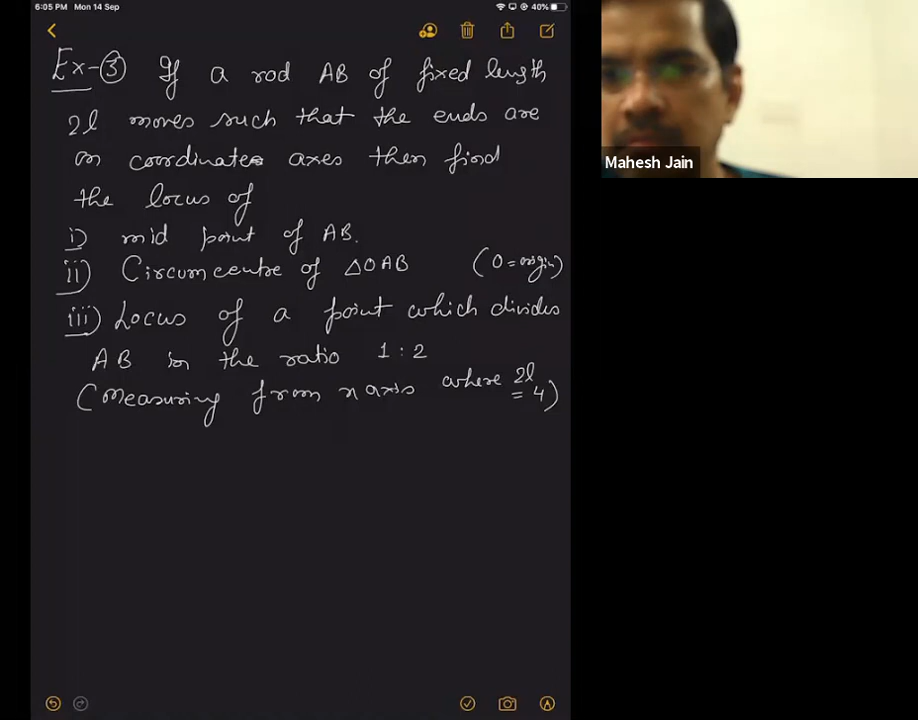 6:05 PM Mon 14 Sep 40%
Ex-③ If a rod AB of fixed length
2l moves such that the ends are
on coordinates axes then find
the locus of
i) mid point of AB.
ii) Circumcentre of △OAB (O = origin)
iii) Locus of a point which divides
AB in the ratio 1 : 2
(measuring from x axis where 2l = 4)
Mahesh Jain